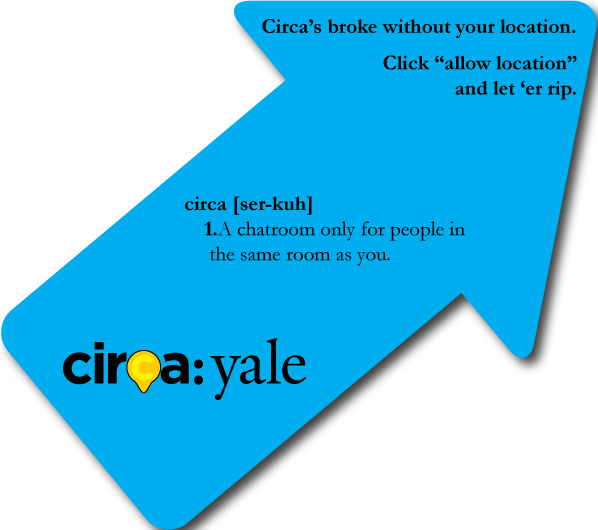 Circa’s broke without your location.
Click “allow location”
and let ‘er rip.
circa [ser-kuh]
1.A chatroom only for people in
the same room as you.
circa: yale